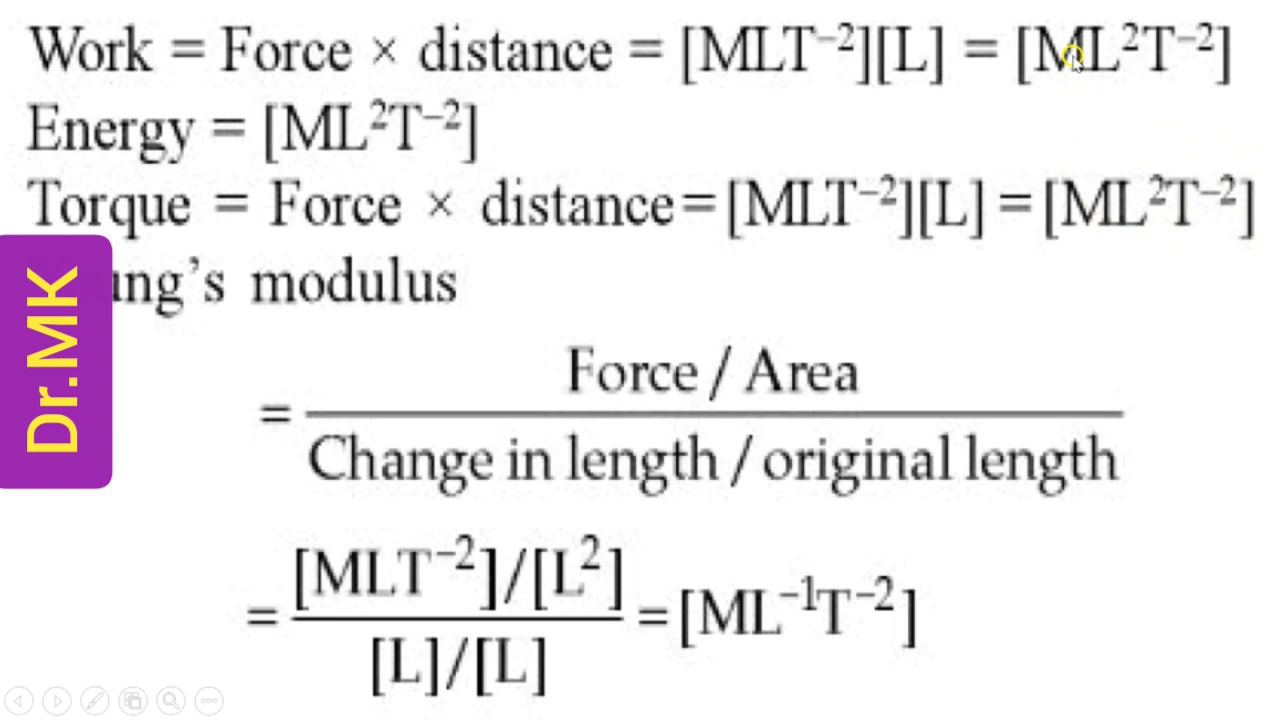 Work = Force × distance = [MLT⁻²][L] = [ML²T⁻²]
Energy = [ML²T⁻²]
Torque = Force × distance = [MLT⁻²][L] = [ML²T⁻²]
ung's modulus
Dr.MK
= Force / Area
Change in length / original length
= [MLT⁻²]/[L²] = [ML⁻¹T⁻²]
[L]/[L]